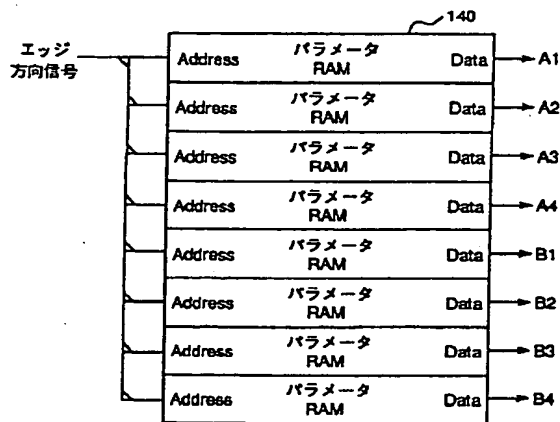 140
エッジ
方向信号
Address パラメータ RAM Data A1
Address パラメータ RAM Data A2
Address パラメータ RAM Data A3
Address パラメータ RAM Data A4
Address パラメータ RAM Data B1
Address パラメータ RAM Data B2
Address パラメータ RAM Data B3
Address パラメータ RAM Data B4